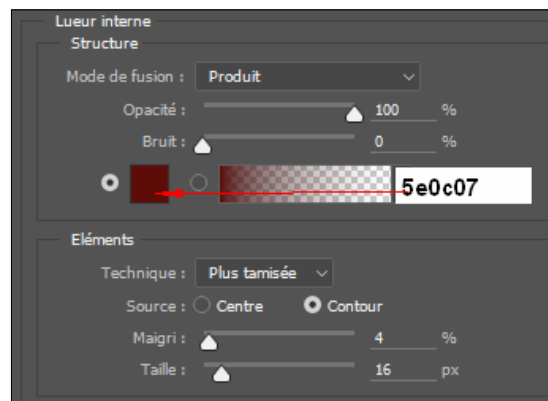 Lueur interne
Structure
Mode de fusion : Produit
Opacité : 100 %
Bruit : 0 %
5e0c07
Eléments
Technique : Plus tamisée
Source : Centre Contour
Maigri : 4 %
Taille : 16 px